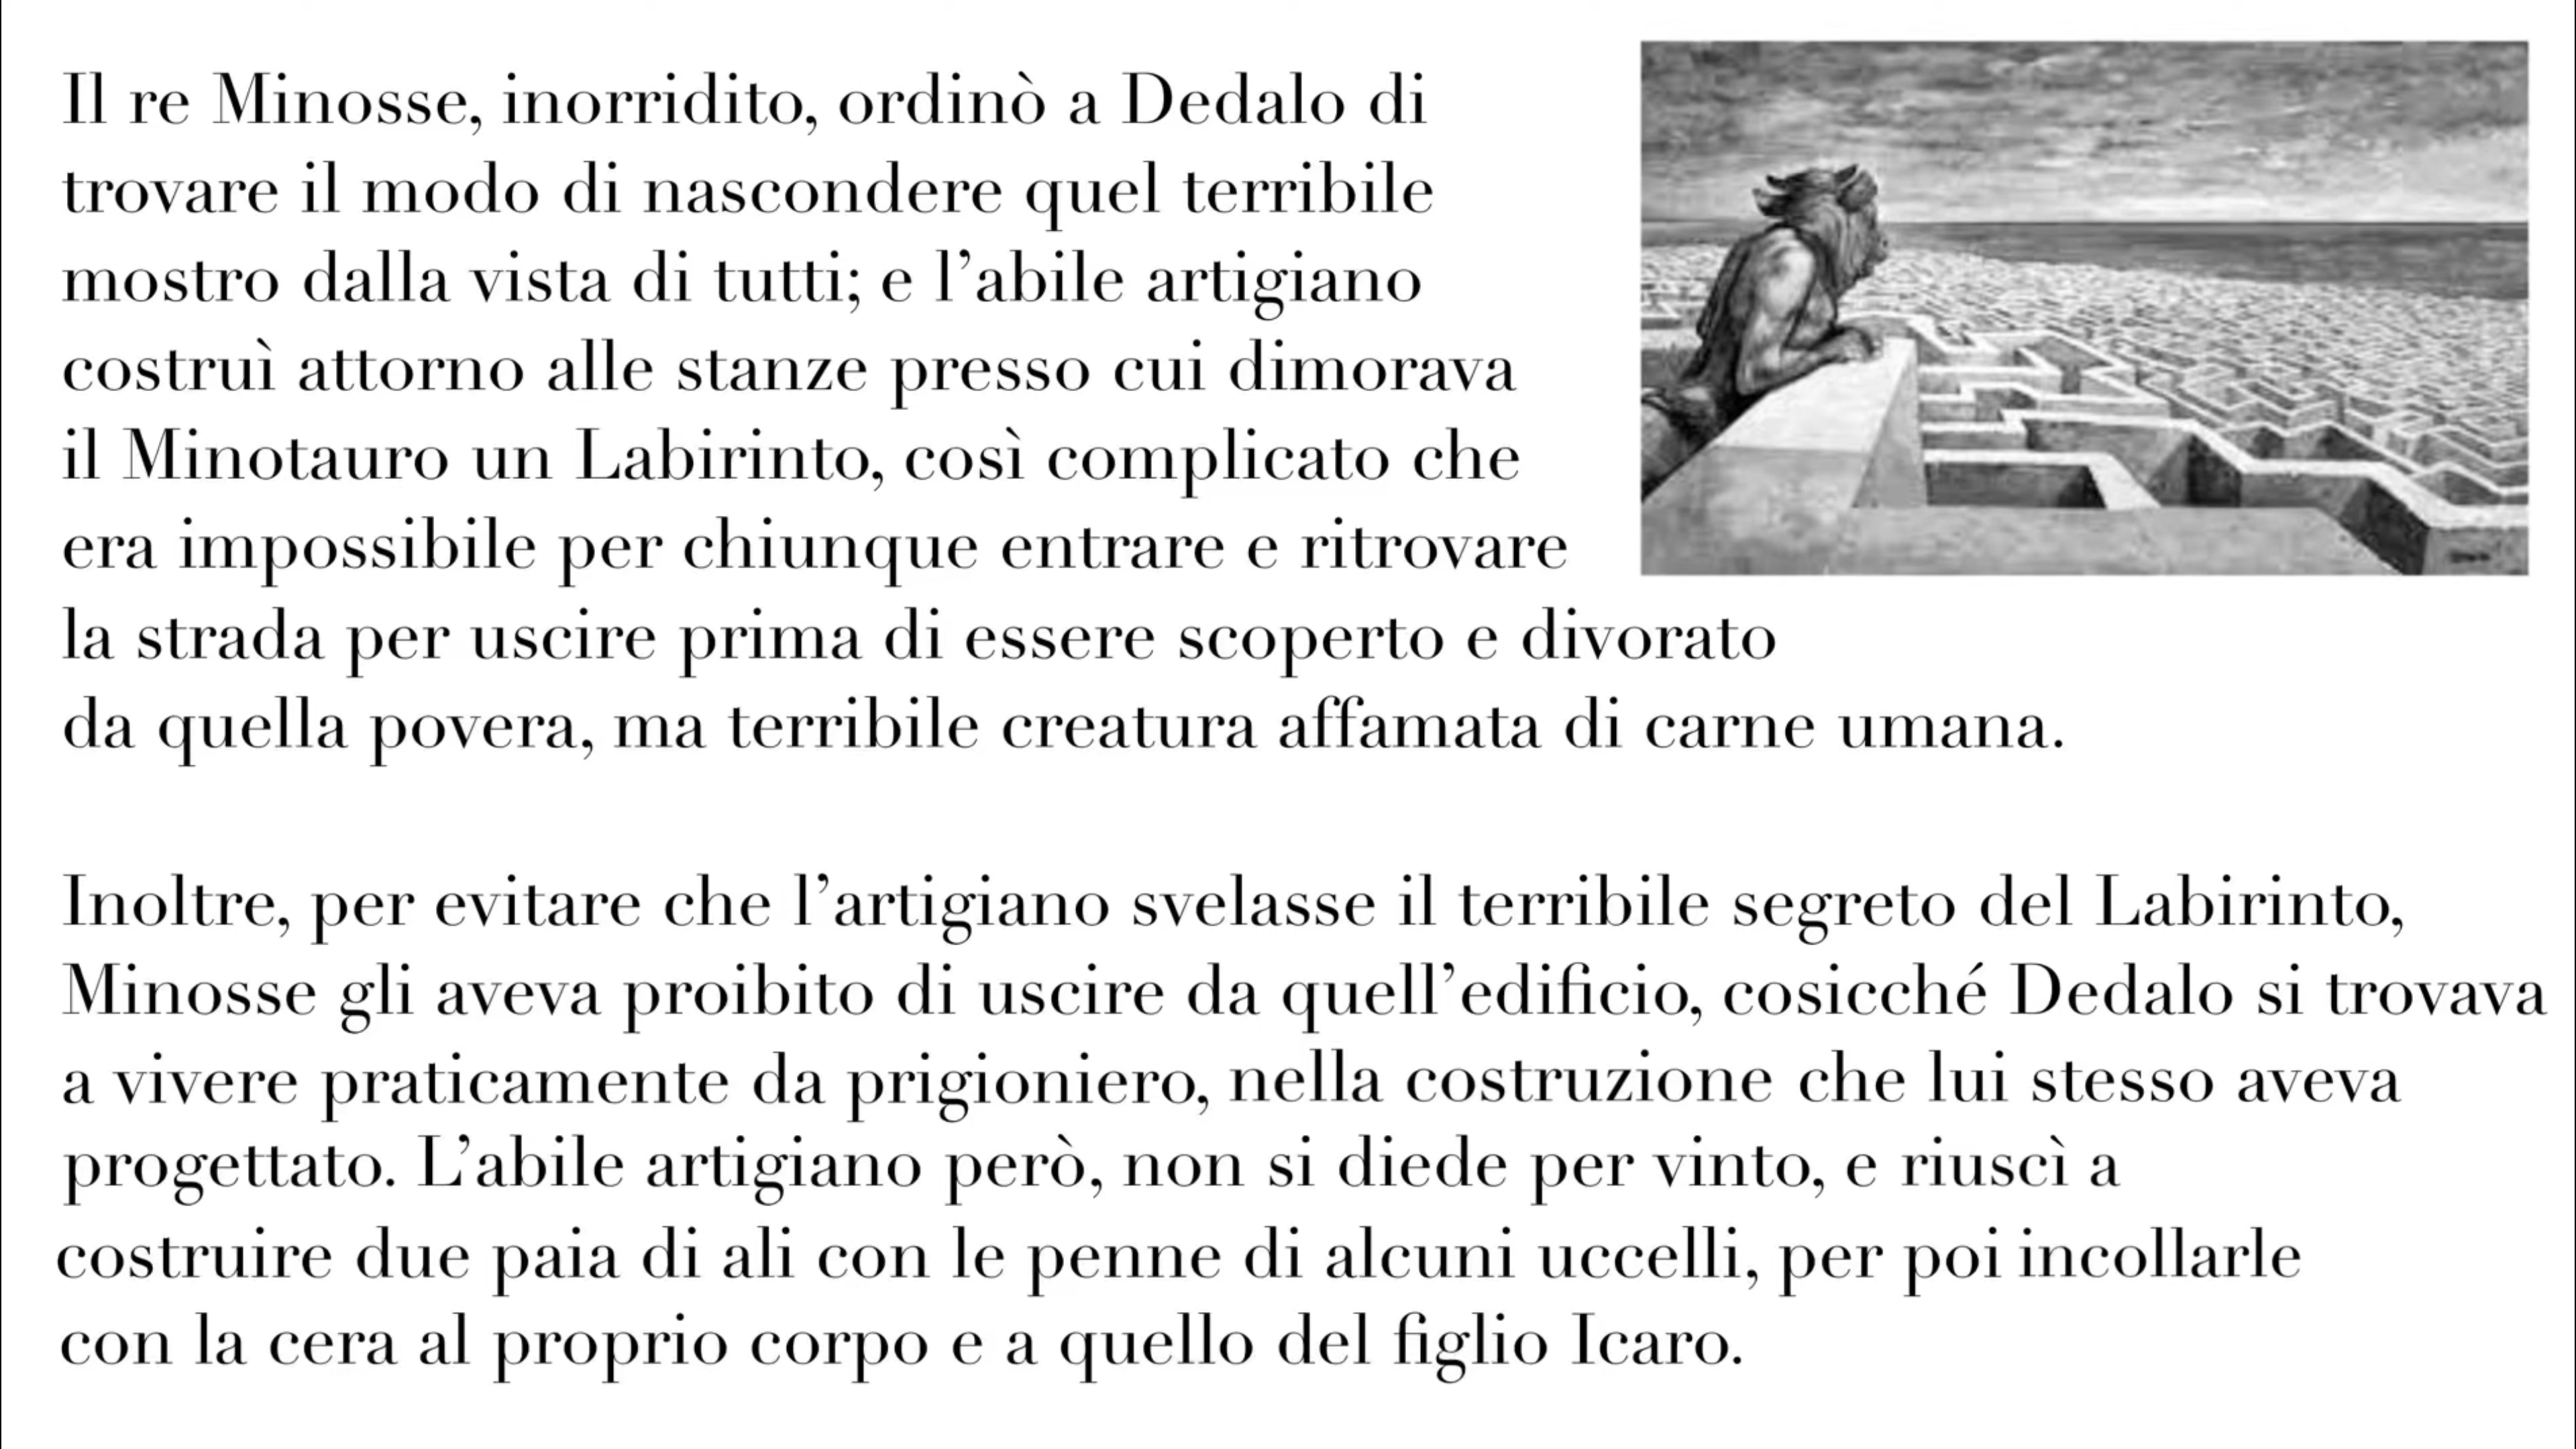 Il re Minosse, inorridito, ordinò a Dedalo di
trovare il modo di nascondere quel terribile
mostro dalla vista di tutti; e l’abile artigiano
costruì attorno alle stanze presso cui dimorava
il Minotauro un Labirinto, così complicato che
era impossibile per chiunque entrare e ritrovare
la strada per uscire prima di essere scoperto e divorato
da quella povera, ma terribile creatura affamata di carne umana.
Inoltre, per evitare che l’artigiano svelasse il terribile segreto del Labirinto,
Minosse gli aveva proibito di uscire da quell’edificio, cosicché Dedalo si trovava
a vivere praticamente da prigioniero, nella costruzione che lui stesso aveva
progettato. L’abile artigiano però, non si diede per vinto, e riuscì a
costruire due paia di ali con le penne di alcuni uccelli, per poi incollarle
con la cera al proprio corpo e a quello del figlio Icaro.